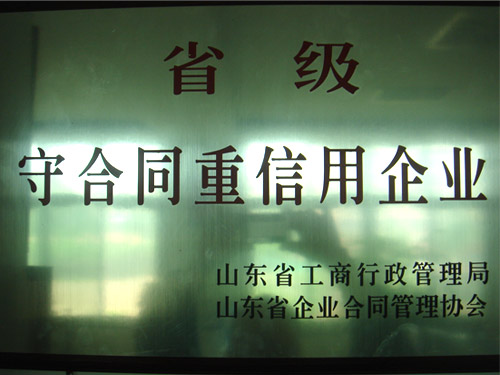 省级
守合同重信用企业
山东省工商行政管理局
山东省企业合同管理协会